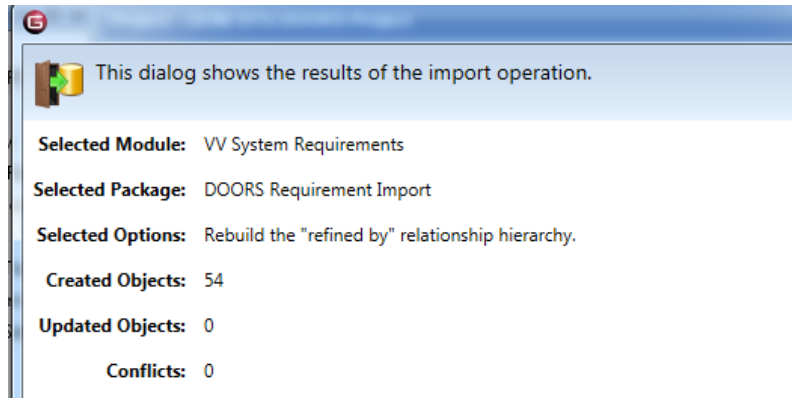 This dialog shows the results of the import operation.
Selected Module: VV System Requirements
Selected Package: DOORS Requirement Import
Selected Options: Rebuild the "refined by" relationship hierarchy.
Created Objects: 54
Updated Objects: 0
Conflicts: 0